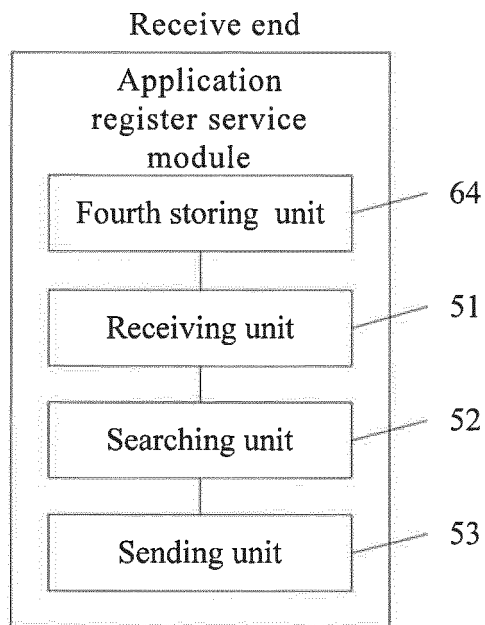 Receive end
Application
register service
module
Fourth storing unit
64
Receiving unit
51
Searching unit
52
Sending unit
53